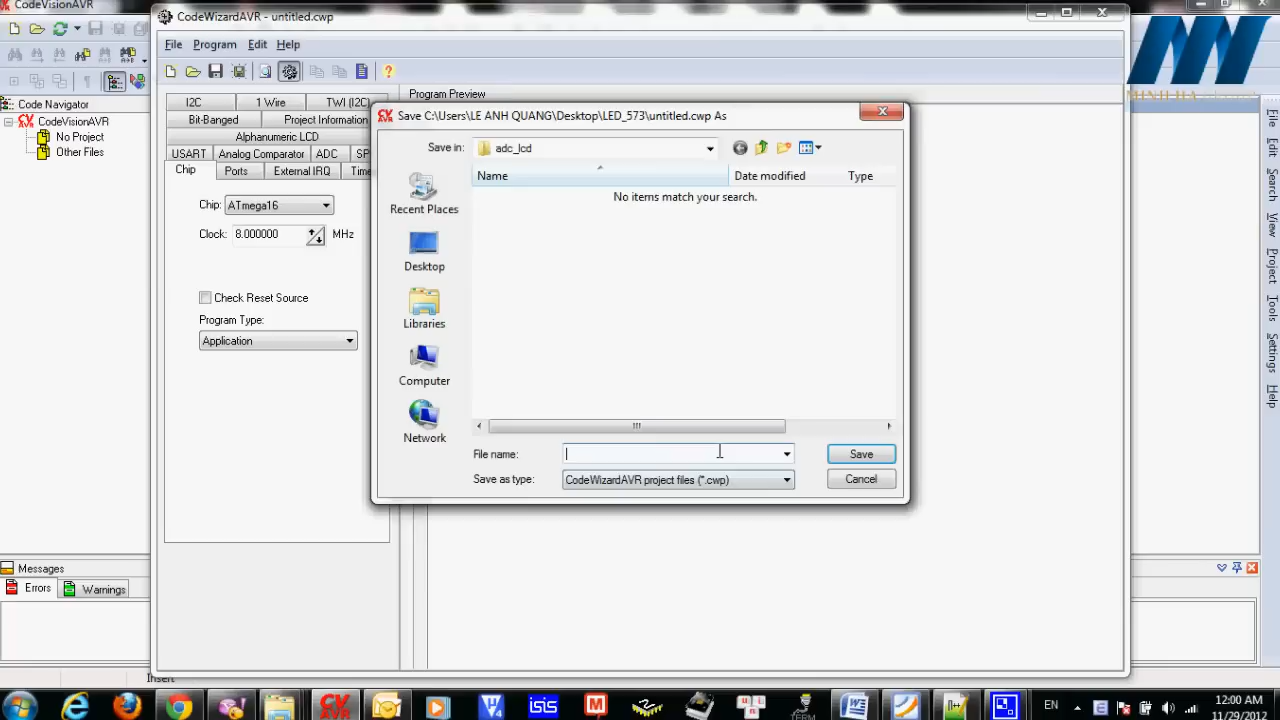 CodeVisionAVR
CodeWizardAVR - untitled.cwp
File Program Edit Help
I2C 1 Wire TWI (I2C)
Bit-Banged Project Information
Alphanumeric LCD
USART Analog Comparator ADC SP
Chip Ports External IRQ Time
Chip: ATmega16
Clock: 8.000000 MHz
Check Reset Source
Program Type:
Application
Program Preview
Code Navigator
CodeVisionAVR
No Project
Other Files
Save C:\Users\LE ANH QUANG\Desktop\LED_573\untitled.cwp As
Save in: adc_lcd
Name Date modified Type
No items match your search.
Recent Places
Desktop
Libraries
Computer
Network
File name: Save
Save as type: CodeWizardAVR project files (*.cwp) Cancel
File
Edit
Search
View
Project
Tools
Settings
Help
Messages
Errors Warnings
Insert
EN
12:00 AM
11/29/2012